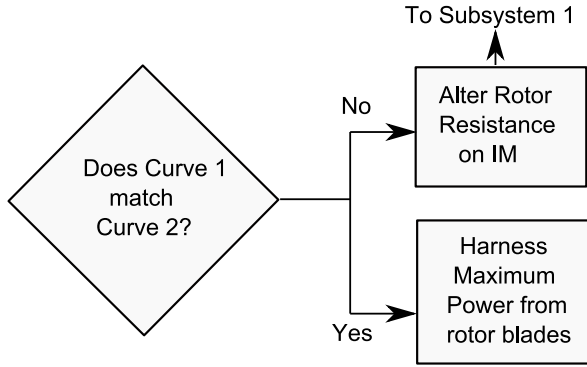 To Subsystem 1
Does Curve 1
match
Curve 2?
No
Alter Rotor
Resistance
on IM
Yes
Harness
Maximum
Power from
rotor blades